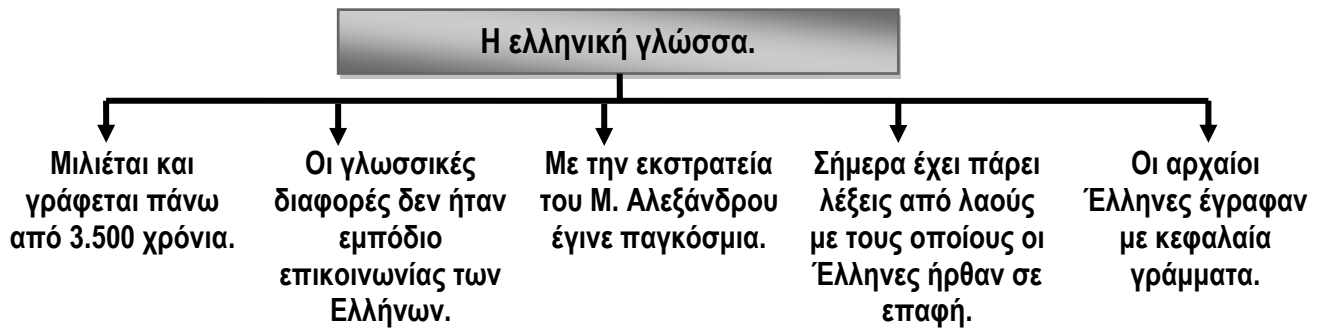 Η ελληνική γλώσσα.
Μιλιέται και
γράφεται πάνω
από 3.500 χρόνια.
Οι γλωσσικές
διαφορές δεν ήταν
εμπόδιο
επικοινωνίας των
Ελλήνων.
Με την εκστρατεία
του Μ. Αλεξάνδρου
έγινε παγκόσμια.
Σήμερα έχει πάρει
λέξεις από λαούς
με τους οποίους οι
Έλληνες ήρθαν σε
επαφή.
Οι αρχαίοι
Έλληνες έγραφαν
με κεφαλαία
γράμματα.